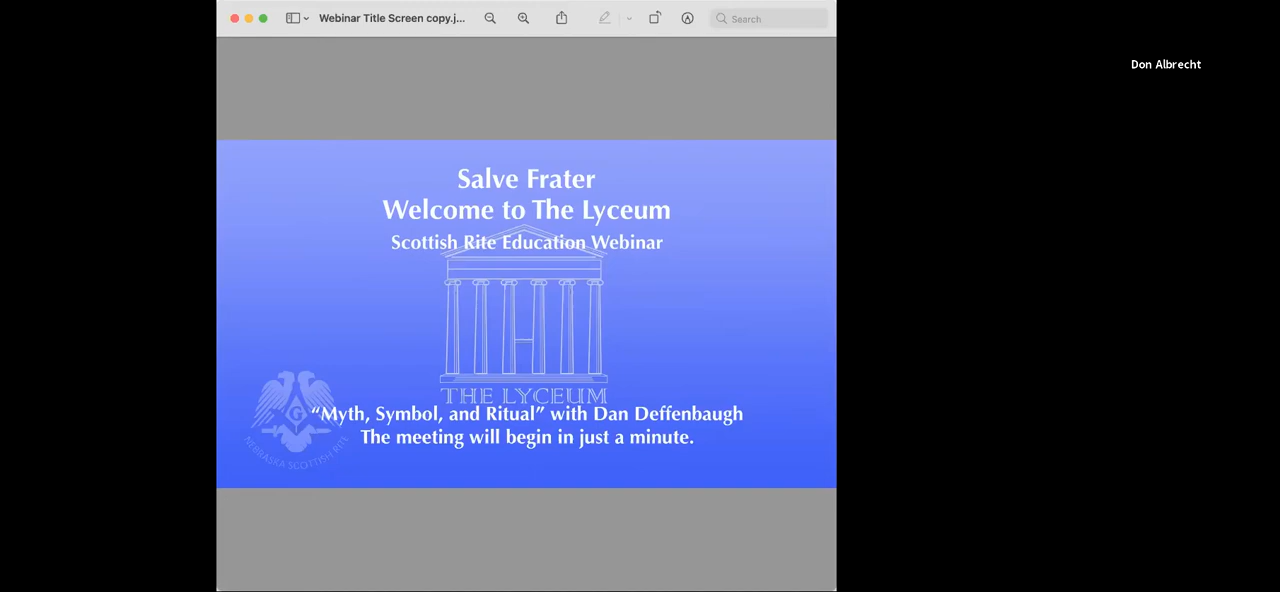 Webinar Title Screen copy.j...
Search
Don Albrecht
Salve Frater
Welcome to The Lyceum
Scottish Rite Education Webinar
THE LYCEUM
G
"Myth, Symbol, and Ritual" with Dan Deffenbaugh
The meeting will begin in just a minute.
NEBRASKA SCOTTISH RITE